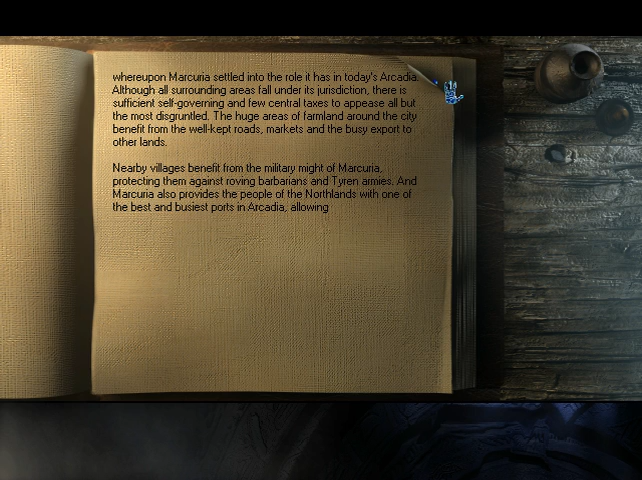 whereupon Marcuria settled into the role it has in today's Arcadia.
Although all surrounding areas fall under its jurisdiction, there is
sufficient self-governing and few central taxes to appease all but
the most disgruntled. The huge areas of farmland around the city
benefit from the well-kept roads, markets and the busy export to
other lands.
Nearby villages benefit from the military might of Marcuria,
protecting them against roving barbarians and Tyren armies. And
Marcuria also provides the people of the Northlands with one of
the best and busiest ports in Arcadia, allowing